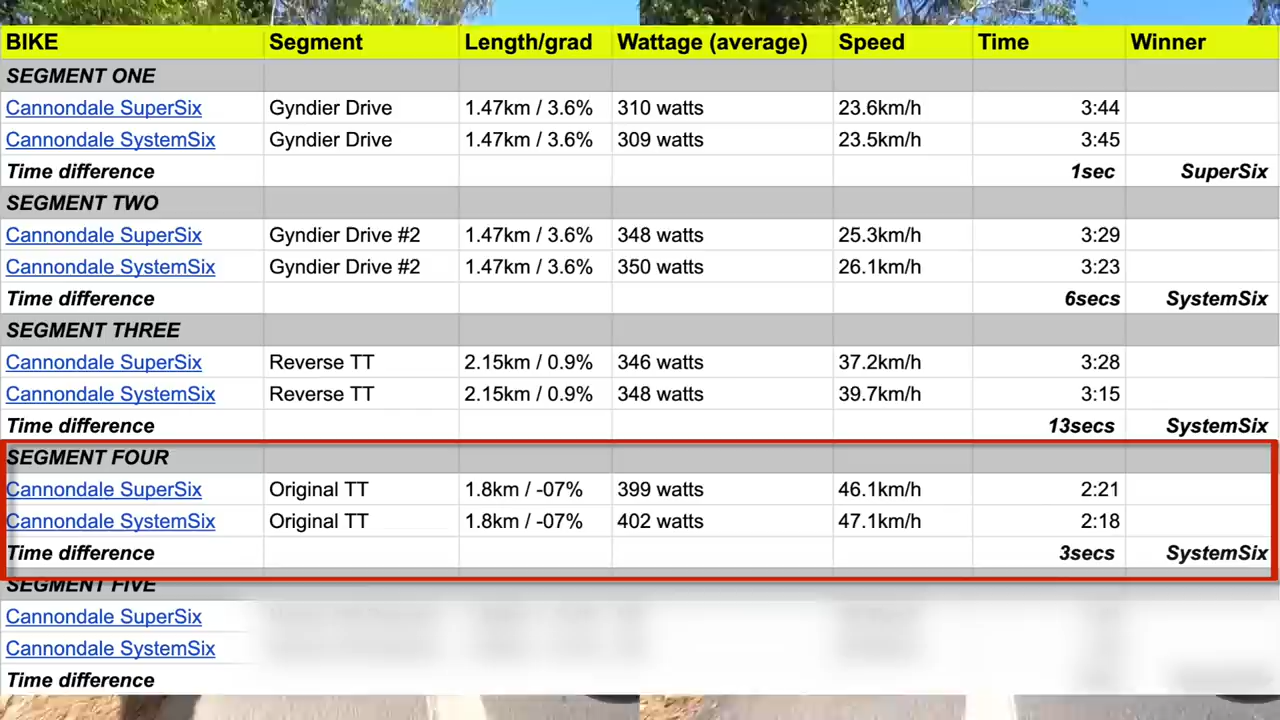 BIKE Segment Length/grad Wattage (average) Speed Time Winner
SEGMENT ONE
Cannondale SuperSix Gyndier Drive 1.47km / 3.6% 310 watts 23.6km/h 3:44
Cannondale SystemSix Gyndier Drive 1.47km / 3.6% 309 watts 23.5km/h 3:45
Time difference 1sec SuperSix
SEGMENT TWO
Cannondale SuperSix Gyndier Drive #2 1.47km / 3.6% 348 watts 25.3km/h 3:29
Cannondale SystemSix Gyndier Drive #2 1.47km / 3.6% 350 watts 26.1km/h 3:23
Time difference 6secs SystemSix
SEGMENT THREE
Cannondale SuperSix Reverse TT 2.15km / 0.9% 346 watts 37.2km/h 3:28
Cannondale SystemSix Reverse TT 2.15km / 0.9% 348 watts 39.7km/h 3:15
Time difference 13secs SystemSix
SEGMENT FOUR
Cannondale SuperSix Original TT 1.8km / -07% 399 watts 46.1km/h 2:21
Cannondale SystemSix Original TT 1.8km / -07% 402 watts 47.1km/h 2:18
Time difference 3secs SystemSix
SEGMENT FIVE
Cannondale SuperSix
Cannondale SystemSix
Time difference